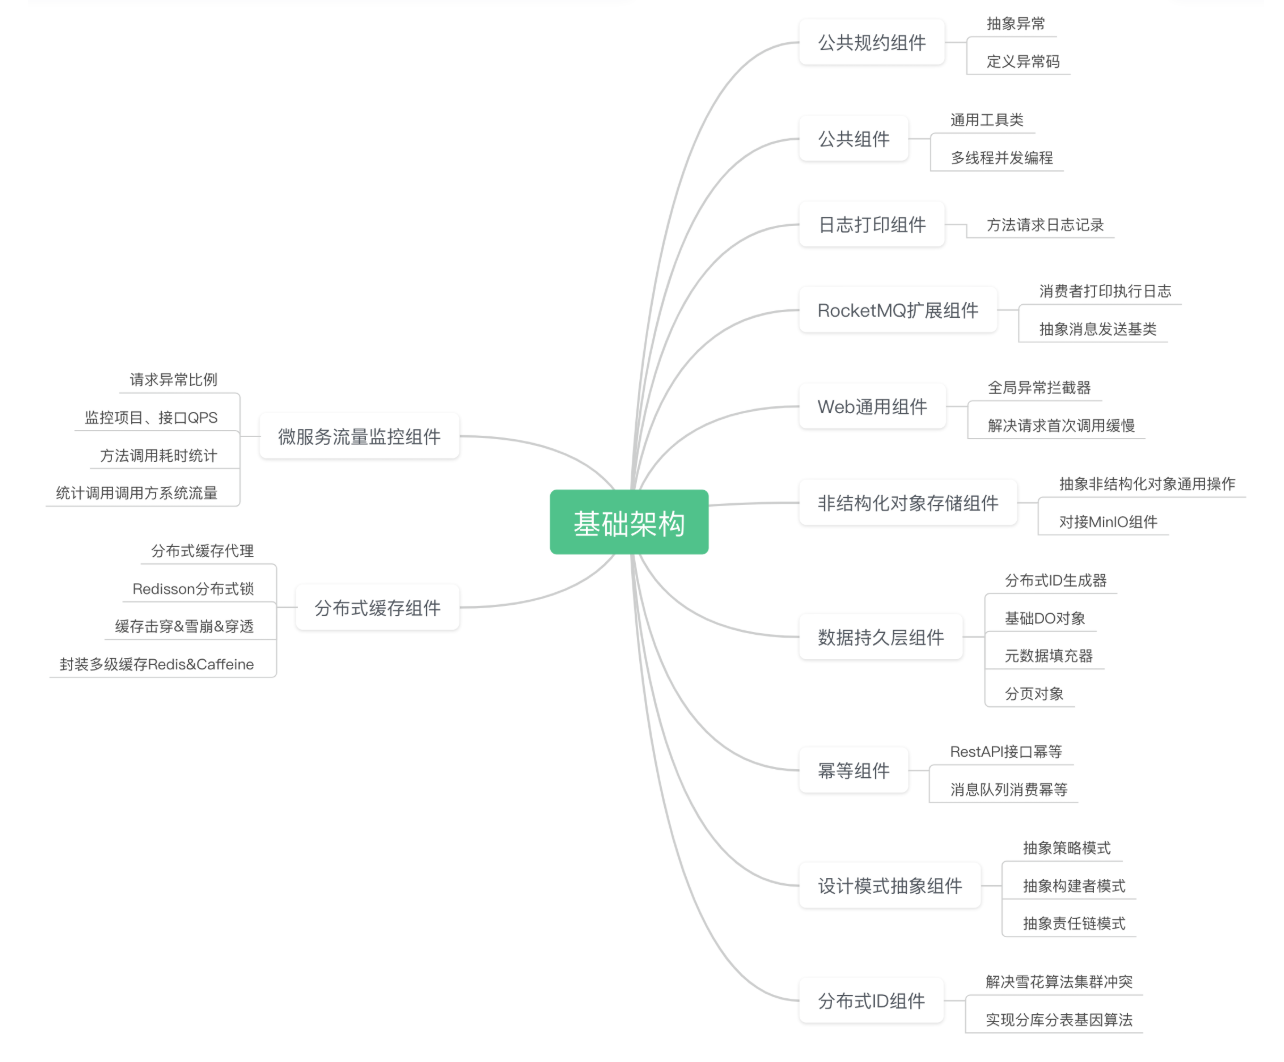 基础架构
公共规约组件
抽象异常
定义异常码
公共组件
通用工具类
多线程并发编程
日志打印组件
方法请求日志记录
RocketMQ扩展组件
消费者打印执行日志
抽象消息发送基类
Web通用组件
全局异常拦截器
解决请求首次调用缓慢
非结构化对象存储组件
抽象非结构化对象通用操作
对接MinIO组件
数据持久层组件
分布式ID生成器
基础DO对象
元数据填充器
分页对象
幂等组件
RestAPI接口幂等
消息队列消费幂等
设计模式抽象组件
抽象策略模式
抽象构建者模式
抽象责任链模式
分布式ID组件
解决雪花算法集群冲突
实现分库分表基因算法
微服务流量监控组件
请求异常比例
监控项目、接口QPS
方法调用耗时统计
统计调用调用方系统流量
分布式缓存组件
分布式缓存代理
Redisson分布式锁
缓存击穿&雪崩&穿透
封装多级缓存Redis&Caffeine